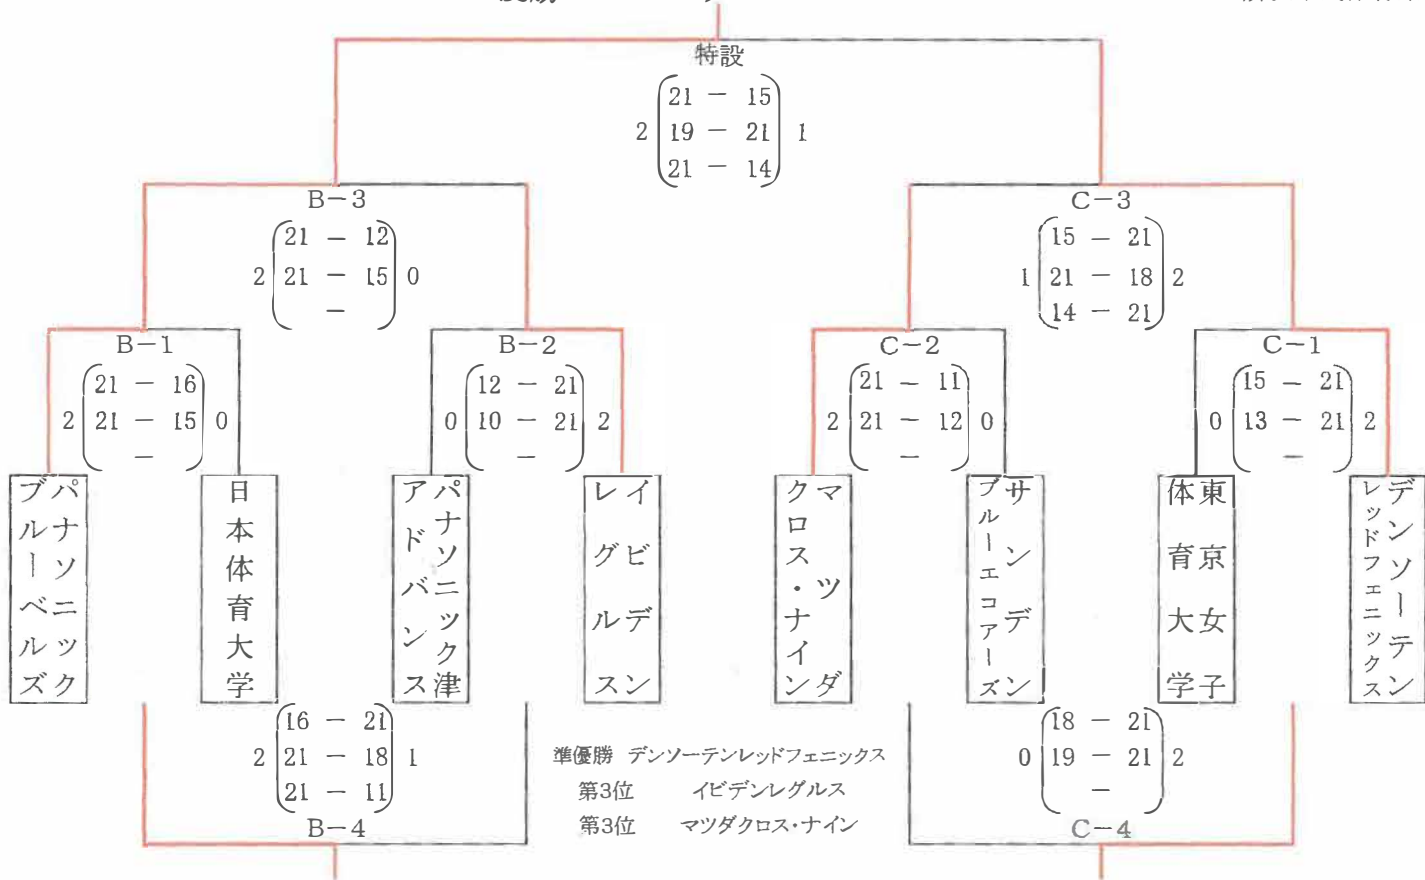 特設
21 － 15
2 19 － 21 1
21 － 14
B－3
21 － 12
2 21 － 15 0
－
C－3
15 － 21
1 21 － 18 2
14 － 21
B－1
21 － 16
2 21 － 15 0
－
B－2
12 － 21
0 10 － 21 2
－
C－2
21 － 11
2 21 － 12 0
－
C－1
15 － 21
0 13 － 21 2
－
パナソニック
ブルーベルズ
日本体育大学
パナソニック津
アドバンス
イビデン
レグルス
マツダ
クロス・ナイン
サンデン
ブルーエコアーズ
東京女子
体育大学
デンソーテン
レッドフェニックス
16 － 21
2 21 － 18 1
21 － 11
B－4
準優勝 デンソーテンレッドフェニックス
第3位 イビデンレグルス
第3位 マツダクロス・ナイン
18 － 21
0 19 － 21 2
－
C－4